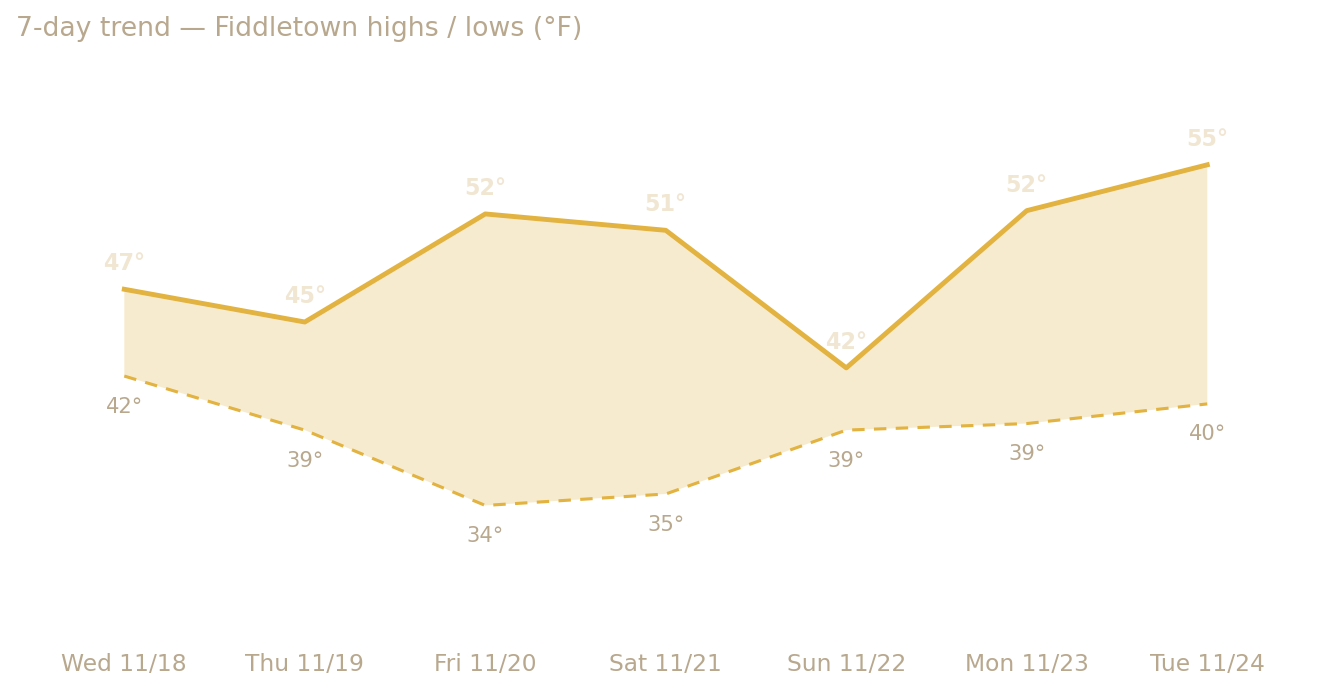 7-day trend — Fiddletown highs / lows (°F)
47° 45° 52° 51° 42° 52° 55°
42° 39° 34° 35° 39° 39° 40°
Wed 11/18 Thu 11/19 Fri 11/20 Sat 11/21 Sun 11/22 Mon 11/23 Tue 11/24